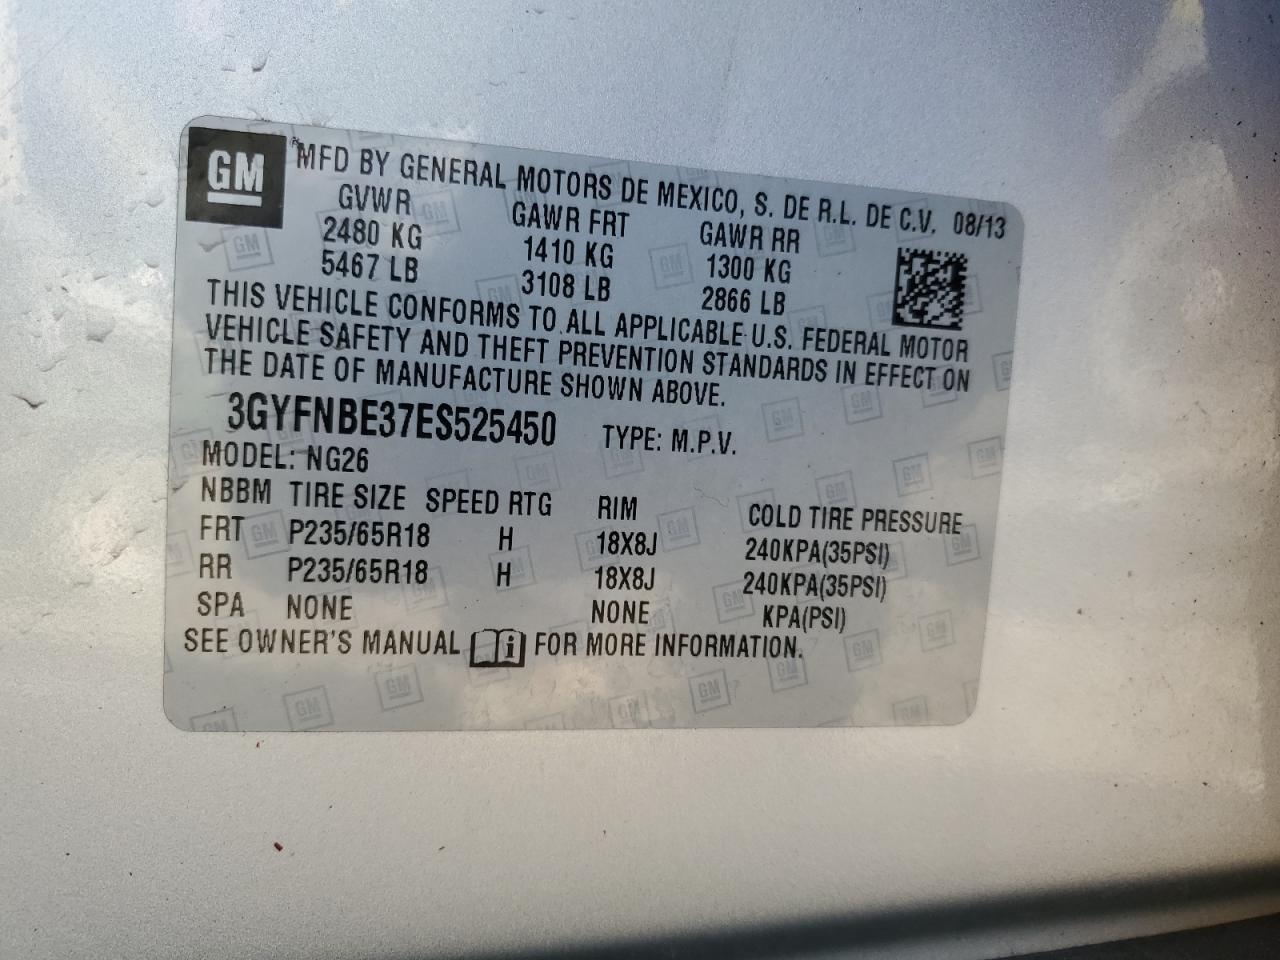 GM MFD BY GENERAL MOTORS DE MEXICO, S. DE R.L. DE C.V. 08/13
GVWR GAWR FRT GAWR RR
2480 KG 1410 KG 1300 KG
5467 LB 3108 LB 2866 LB
THIS VEHICLE CONFORMS TO ALL APPLICABLE U.S. FEDERAL MOTOR
VEHICLE SAFETY AND THEFT PREVENTION STANDARDS IN EFFECT ON
THE DATE OF MANUFACTURE SHOWN ABOVE.
3GYFNBE37ES525450 TYPE: M.P.V.
MODEL: NG26
NBBM TIRE SIZE SPEED RTG RIM COLD TIRE PRESSURE
FRT P235/65R18 H 18X8J 240KPA(35PSI)
RR P235/65R18 H 18X8J 240KPA(35PSI)
SPA NONE NONE KPA(PSI)
SEE OWNER'S MANUAL FOR MORE INFORMATION.